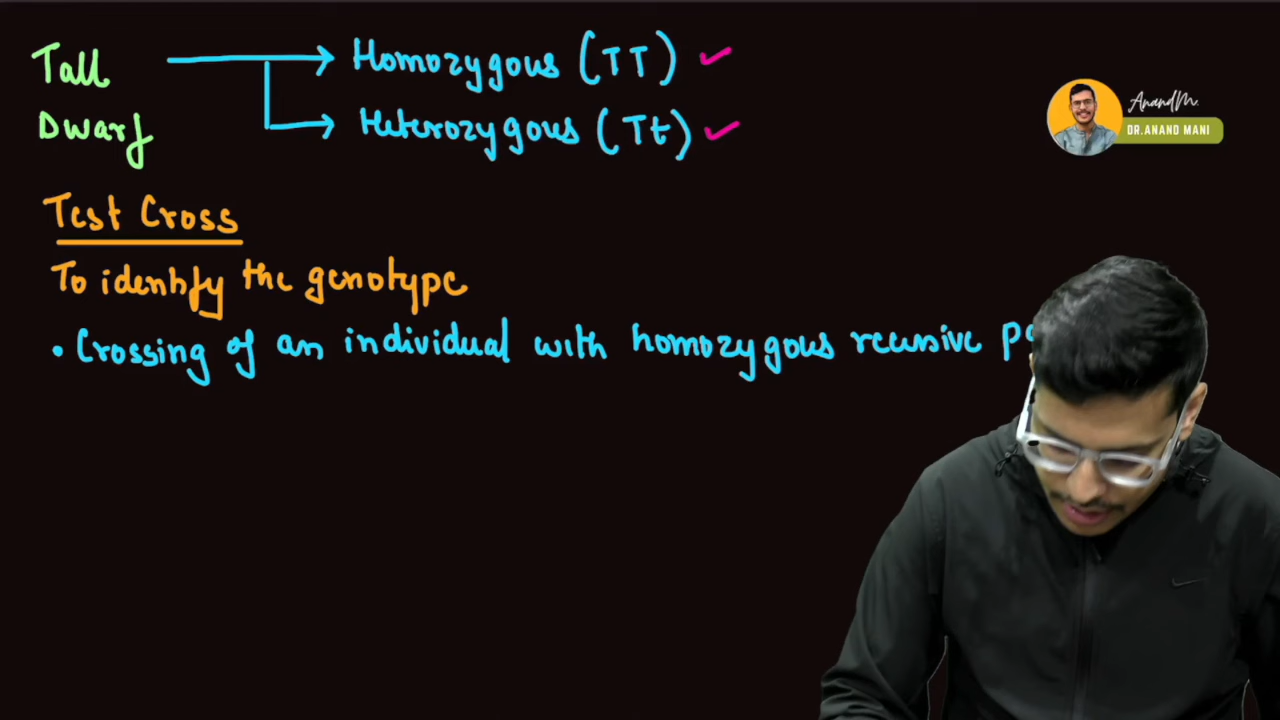 Tall → Homozygous (TT) ✓
Dwarf → Heterozygous (Tt) ✓
AnandM.
DR.ANAND MANI
Test Cross
To identify the genotype
• Crossing of an individual with homozygous recessive